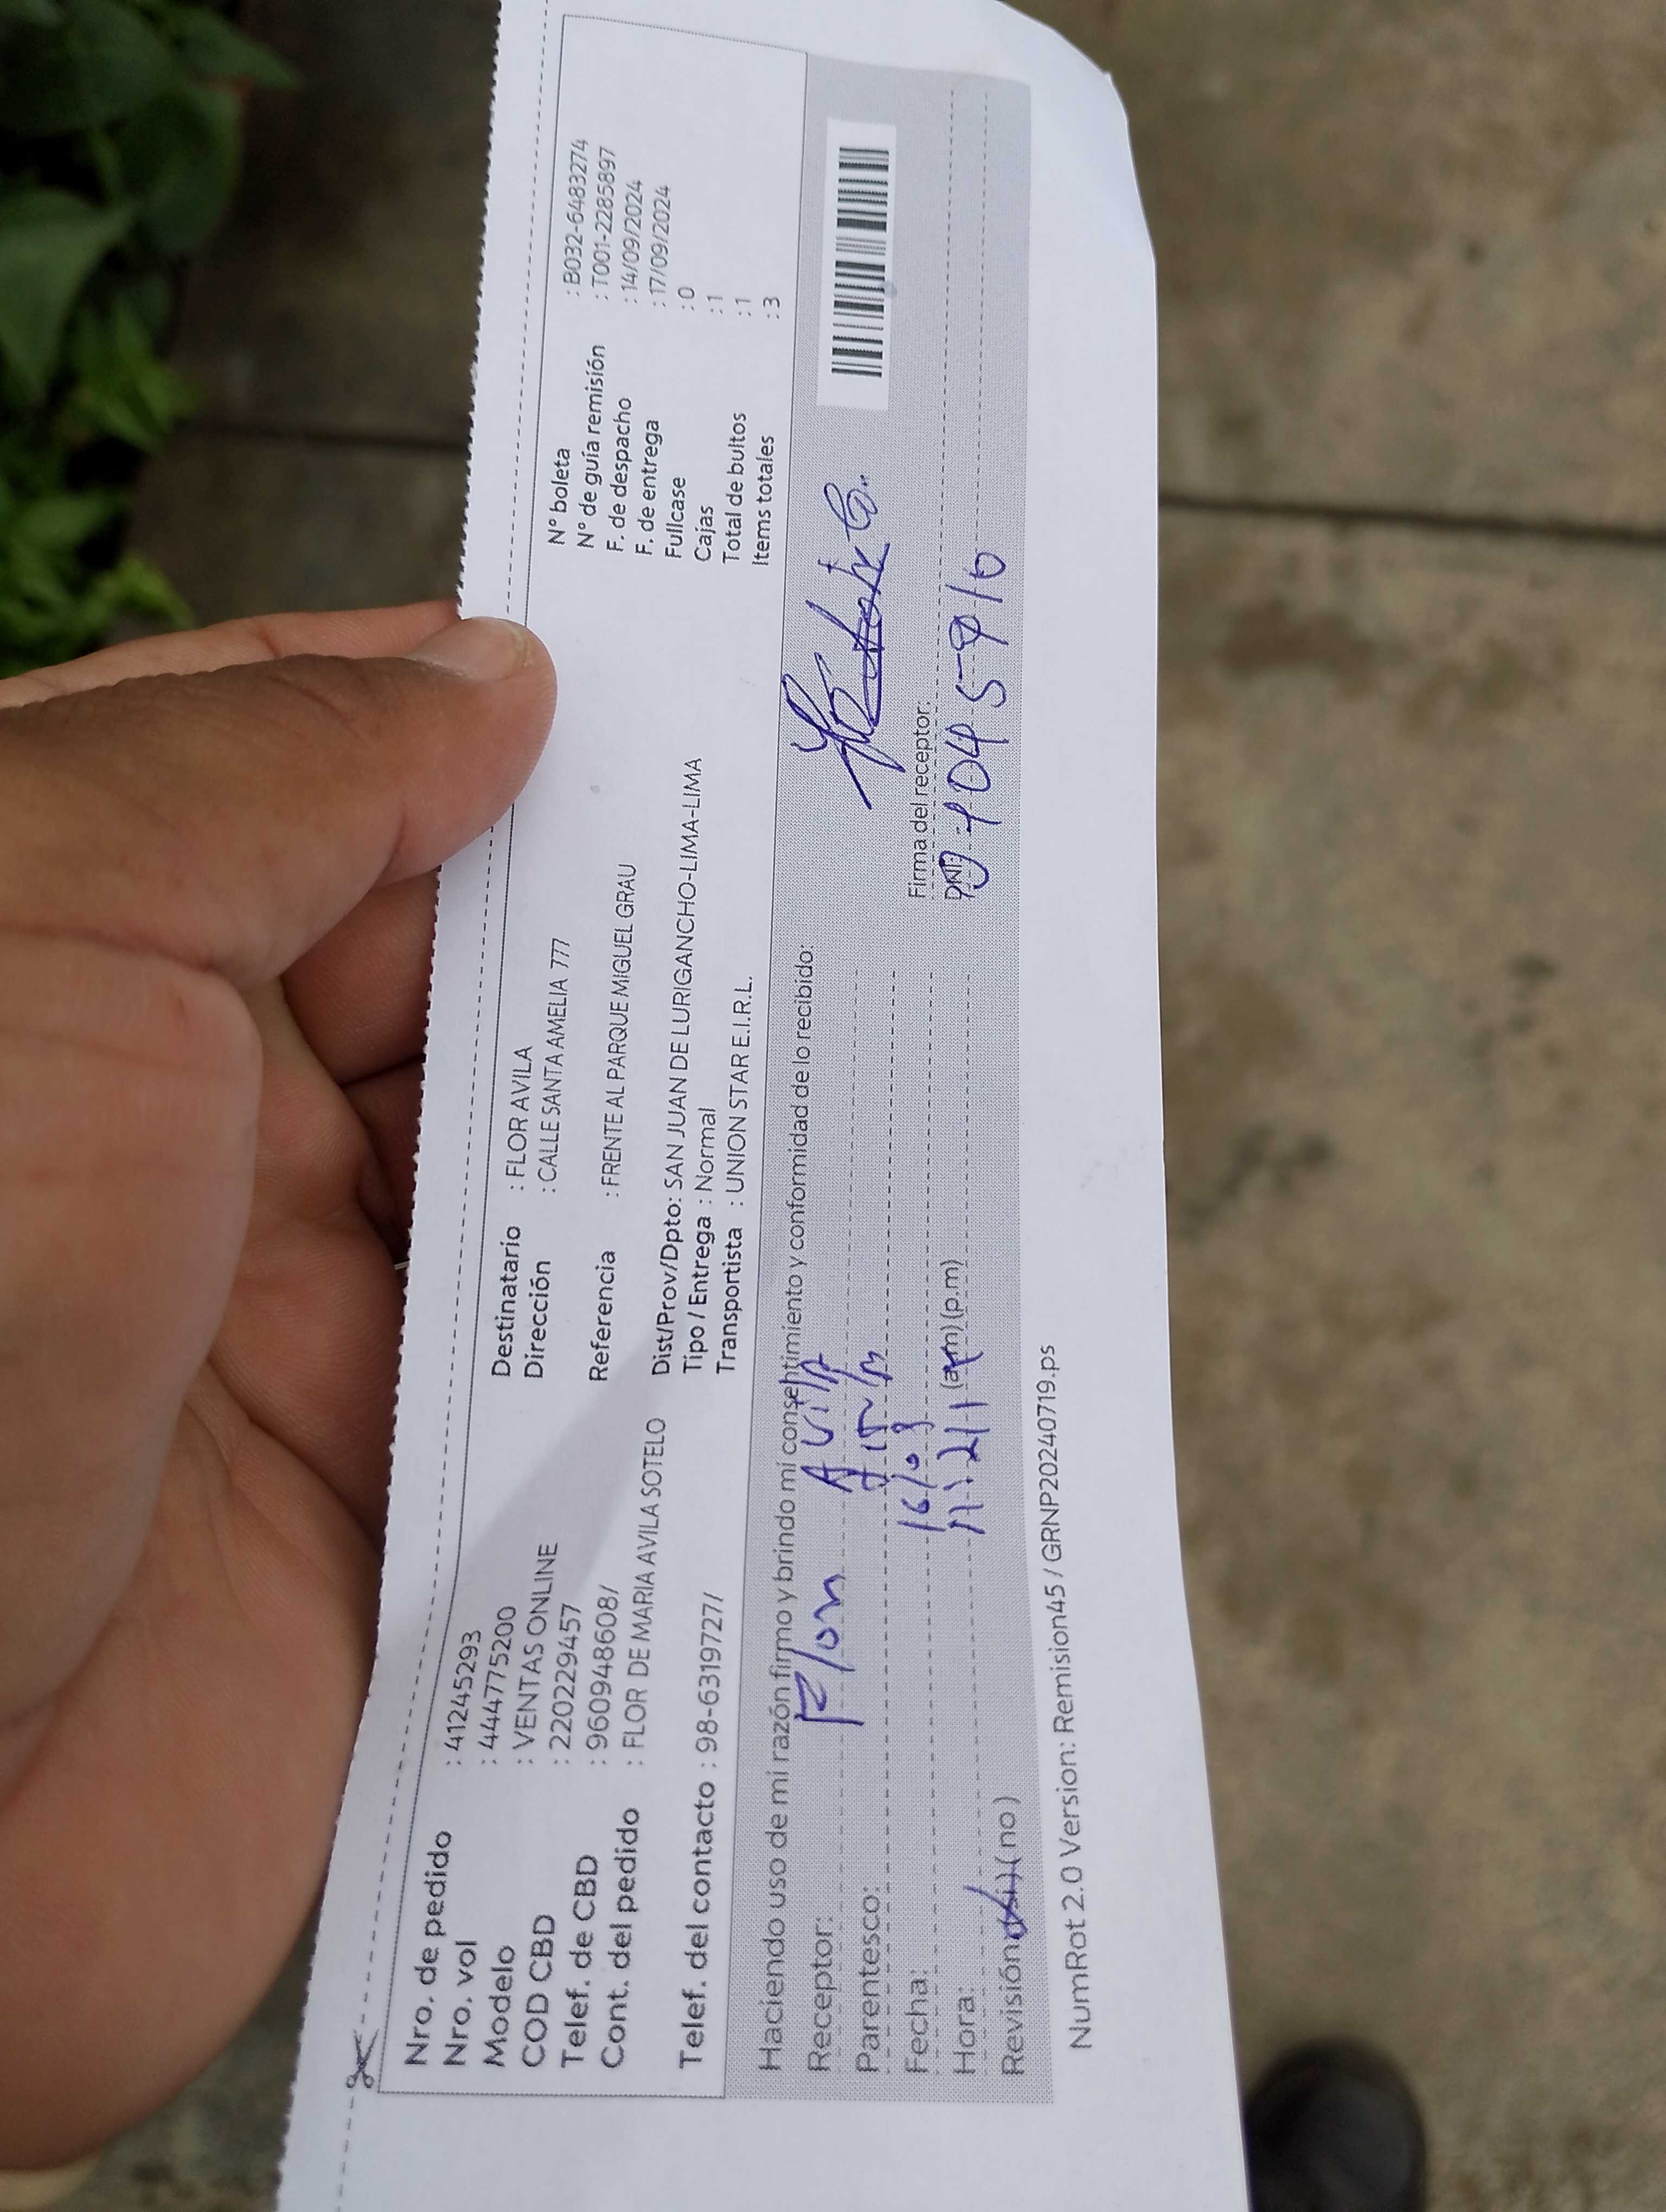 Nro. de pedido : 41245293
Nro. vol : 444775200
Modelo : VENTAS ONLINE
COD CBD : 2202229457
Telef. de CBD : 960948608/
Cont. del pedido : FLOR DE MARIA AVILA SOTELO
Telef. del contacto : 98-6319727/
Destinatario : FLOR AVILA
Dirección : CALLE SANTA AMELIA 777
Referencia : FRENTE AL PARQUE MIGUEL GRAU
Dist/Prov/Dpto: SAN JUAN DE LURIGANCHO-LIMA-LIMA
Tipo / Entrega : Normal
Transportista : UNION STAR E.I.R.L.
N° boleta : B032-6483274
N° de guía remisión : T001-2285897
F. de despacho : 14/09/2024
F. de entrega : 17/09/2024
Fullcase : 0
Cajas : 1
Total de bultos : 1
Items totales : 3
Haciendo uso de mi razón firmo y brindo mi consentimiento y conformidad de lo recibido:
Receptor: Flor Avila
Parentesco:
Fecha:
Hora: (a.m) (p.m)
Revisión (si) (no)
Firma del receptor:
DNI:
NumRot 2.0 Version: Remision45 / GRNP20240719.ps